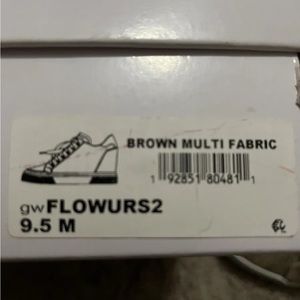 BROWN MULTI FABRIC
1 92851 80481 1
gwFLOWURS2
9.5 M